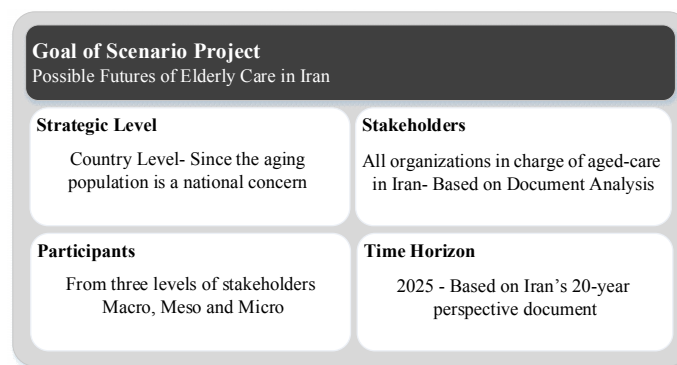 Goal of Scenario Project
Possible Futures of Elderly Care in Iran
Strategic Level
Country Level- Since the aging
population is a national concern
Stakeholders
All organizations in charge of aged-care
in Iran- Based on Document Analysis
Participants
From three levels of stakeholders
Macro, Meso and Micro
Time Horizon
2025 - Based on Iran’s 20-year
perspective document